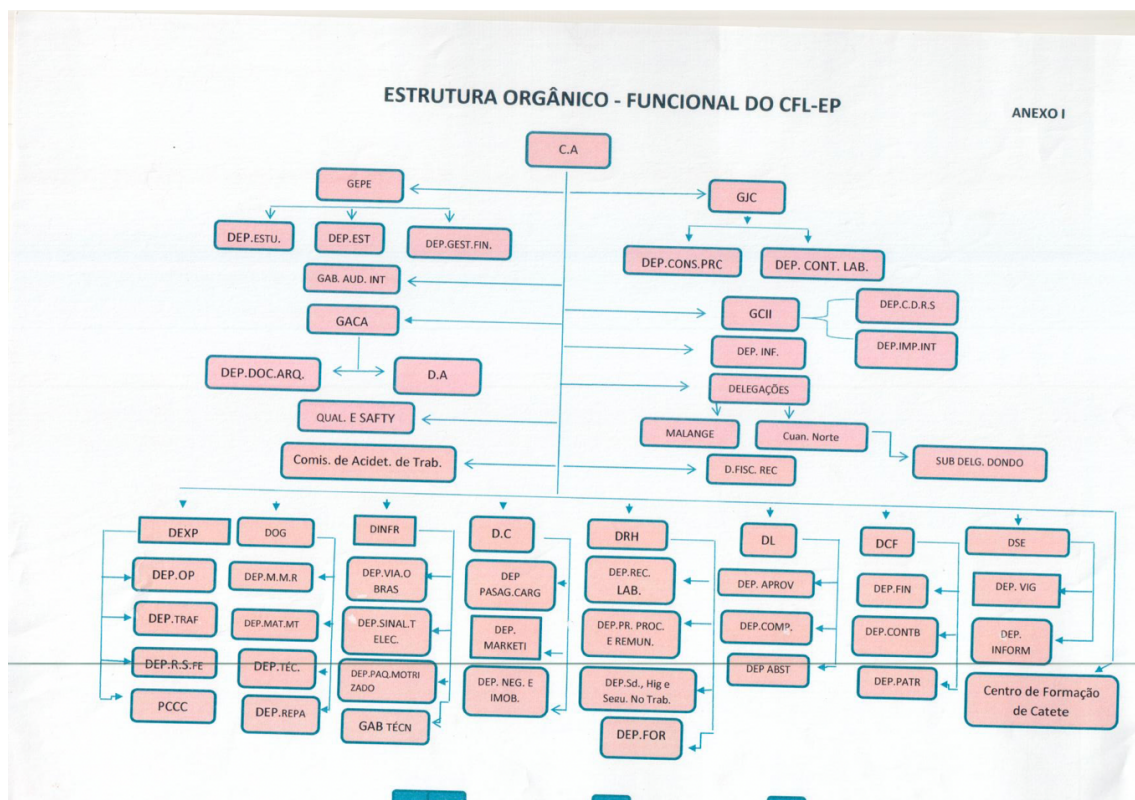 ESTRUTURA ORGÂNICO - FUNCIONAL DO CFL-EP
ANEXO I
C.A
GEPE
GJC
DEP.ESTU.
DEP.EST
DEP.GEST.FIN.
DEP.CONS.PRC
DEP. CONT. LAB.
GAB. AUD. INT
GACA
GCII
DEP.C.D.R.S
DEP.IMP.INT
DEP. INF.
DEP.DOC.ARQ.
D.A
DELEGAÇÕES
QUAL. E SAFTY
MALANGE
Cuan. Norte
SUB DELG. DONDO
Comis. de Acidet. de Trab.
D.FISC. REC
DEXP
DOG
DINFR
D.C
DRH
DL
DCF
DSE
DEP.OP
DEP.TRAF
DEP.R.S.FE
PCCC
DEP.M.M.R
DEP.MAT.MT
DEP.TÉC.
DEP.REPA
DEP.VIA.O
BRAS
DEP.SINAL.T
ELEC.
DEP.PAQ.MOTRI
ZADO
GAB TÉCN
DEP
PASAG.CARG
DEP.
MARKETI
DEP. NEG. E
IMOB.
DEP.REC.
LAB.
DEP.PR. PROC.
E REMUN.
DEP.Sd., Hig e
Segu. No Trab.
DEP.FOR
DEP. APROV
DEP.COMP.
DEP ABST
DEP.FIN
DEP.CONTB
DEP.PATR
DEP. VIG
DEP.
INFORM
Centro de Formação
de Catete